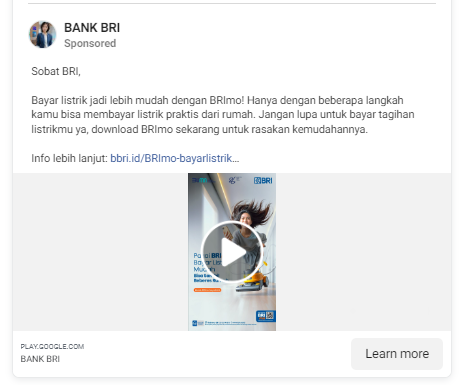 BANK BRI
Sponsored
Sobat BRI,
Bayar listrik jadi lebih mudah dengan BRImo! Hanya dengan beberapa langkah
kamu bisa membayar listrik praktis dari rumah. Jangan lupa untuk bayar tagihan
listrikmu ya, download BRImo sekarang untuk rasakan kemudahannya.
Info lebih lanjut: bbri.id/BRImo-bayarlistrik...
BRI
PLAY.GOOGLE.COM
BANK BRI
Learn more